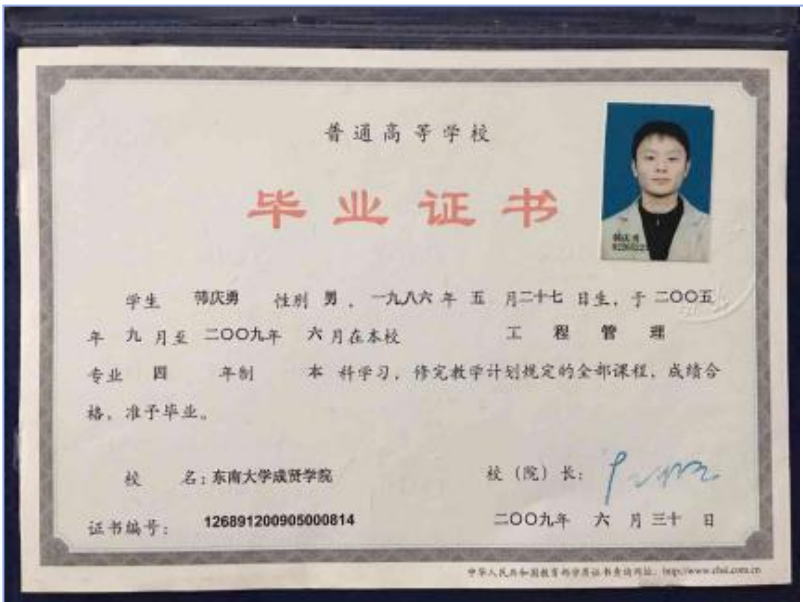 普通高等学校
毕业证书
韩庆勇
学生 韩庆勇 性别 男，一九八六年 五 月二十七 日生，于 二〇〇五
年 九 月至 二〇〇九年 六 月在本校 工程管理
专业 四 年制 本 科学习，修完教学计划规定的全部课程，成绩合
格，准予毕业。
校 名：东南大学成贤学院 校（院）长：
证书编号： 126891200905000814 二〇〇九年 六 月 三十 日
中华人民共和国教育部学历证书查询网址：http://www.chsi.com.cn